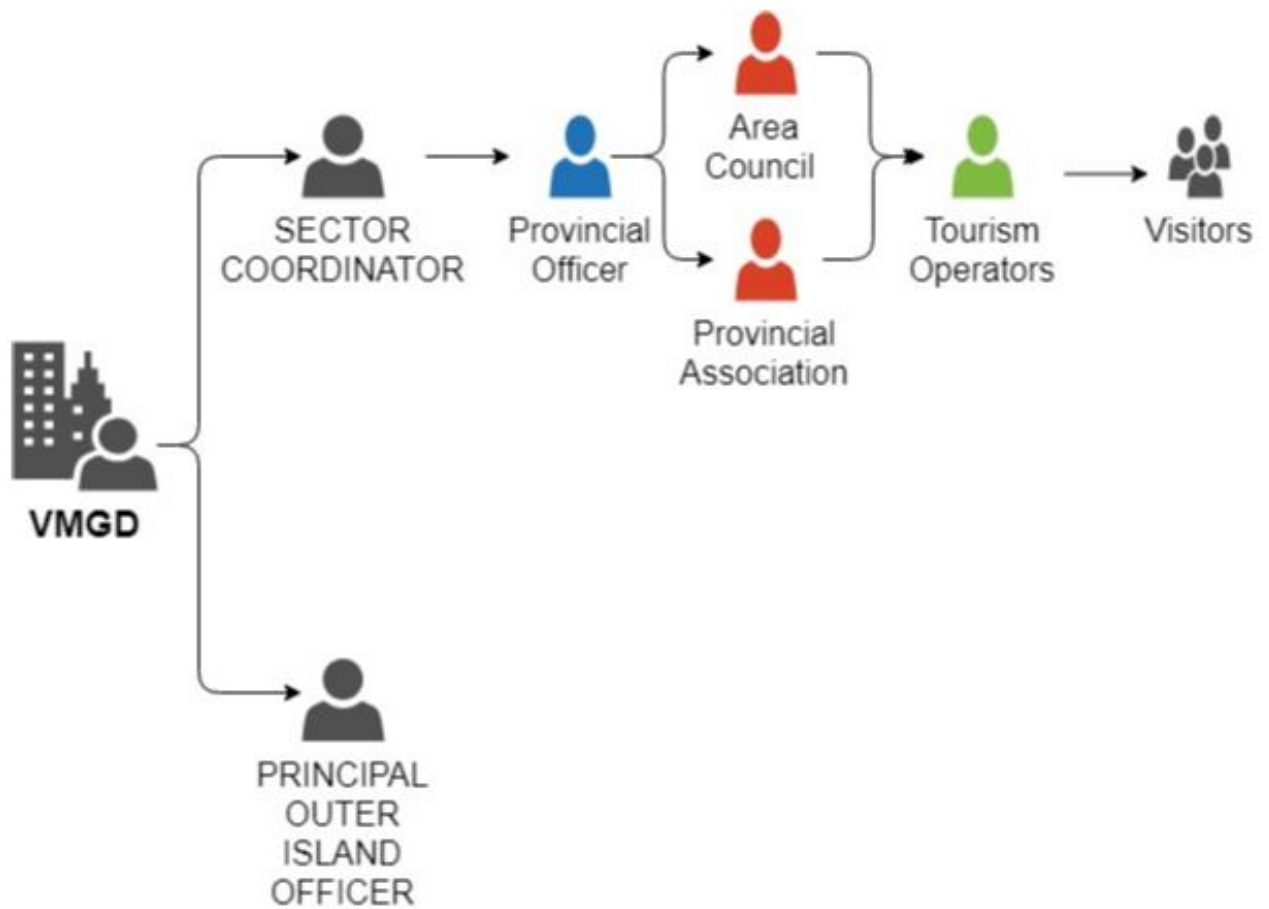 Area
Council
SECTOR
COORDINATOR
Provincial
Officer
Tourism
Operators
Visitors
Provincial
Association
VMGD
PRINCIPAL
OUTER
ISLAND
OFFICER